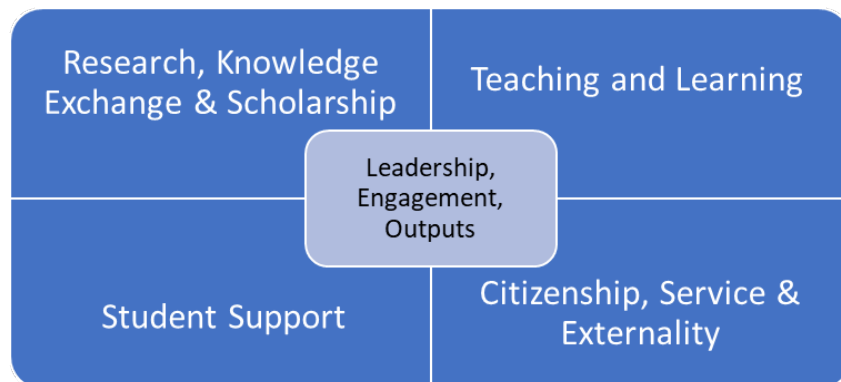 Research, Knowledge
Exchange & Scholarship
Teaching and Learning
Leadership,
Engagement,
Outputs
Student Support
Citizenship, Service &
Externality